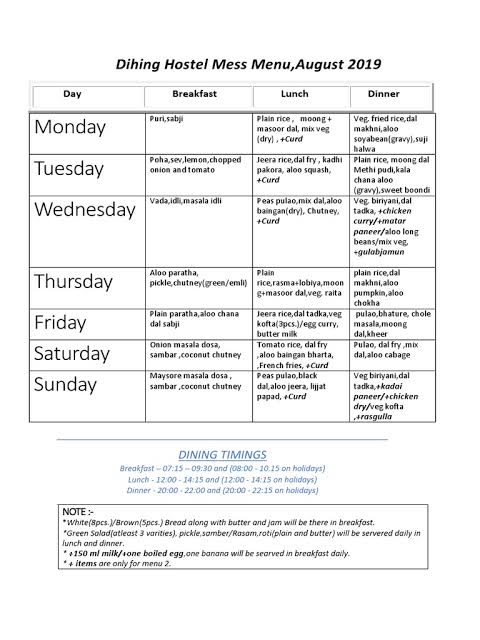 Dihing Hostel Mess Menu,August 2019
Day Breakfast Lunch Dinner
Monday
Puri,sabji
Plain rice , moong +
masoor dal, mix veg
(dry) , +Curd
Veg. fried rice,dal
makhni,aloo
soyabean(gravy),suji
halwa
Tuesday
Poha,sev,lemon,chopped
onion and tomato
Jeera rice,dal fry , kadhi
pakora, aloo squash,
+Curd
Plain rice, moong dal
Methi pudi,kala
chana aloo
(gravy),sweet boondi
Wednesday
Vada,idli,masala idli
Peas pulao,mix dal,aloo
baingan(dry), Chutney,
+Curd
Veg. biriyani,dal
tadka, +chicken
curry/+matar
paneer/aloo long
beans/mix veg,
+gulabjamun
Thursday
Aloo paratha,
pickle,chutney(green/emli)
Plain
rice,rasma+lobiya,moon
g+masoor dal,veg. raita
plain rice,dal
makhni,aloo
pumpkin,aloo
chokha
Friday
Plain paratha,aloo chana
dal sabji
Jeera rice,dal tadka,veg
kofta(3pcs.)/egg curry,
butter milk
pulao,bhature, chole
masala,moong
dal,kheer
Saturday
Onion masala dosa,
sambar ,coconut chutney
Tomato rice, dal fry
,aloo baingan bharta,
,French fries, +Curd
Pulao, dal fry ,mix
dal,aloo cabage
Sunday
Maysore masala dosa ,
sambar ,coconut chutney
Peas pulao,black
dal,aloo jeera, lijjat
papad, +Curd
Veg biriyani,dal
tadka,+kadai
paneer/+chicken
dry/veg kofta
,+rasgulla
DINING TIMINGS
Breakfast – 07:15 – 09:30 and (08:00 - 10.15 on holidays)
Lunch - 12:00 - 14:15 and (12:00 - 14:15 on holidays)
Dinner - 20:00 - 22:00 and (20:00 - 22:15 on holidays)
NOTE :-
*White(8pcs.)/Brown(5pcs.) Bread along with butter and jam will be there in breakfast.
*Green Salad(atleast 3 varities), pickle,samber/Rasam,roti(plain and butter) will be servered daily in
lunch and dinner.
* +150 ml milk/+one boiled egg,one banana will be searved in breakfast daily.
* + items are only for menu 2.